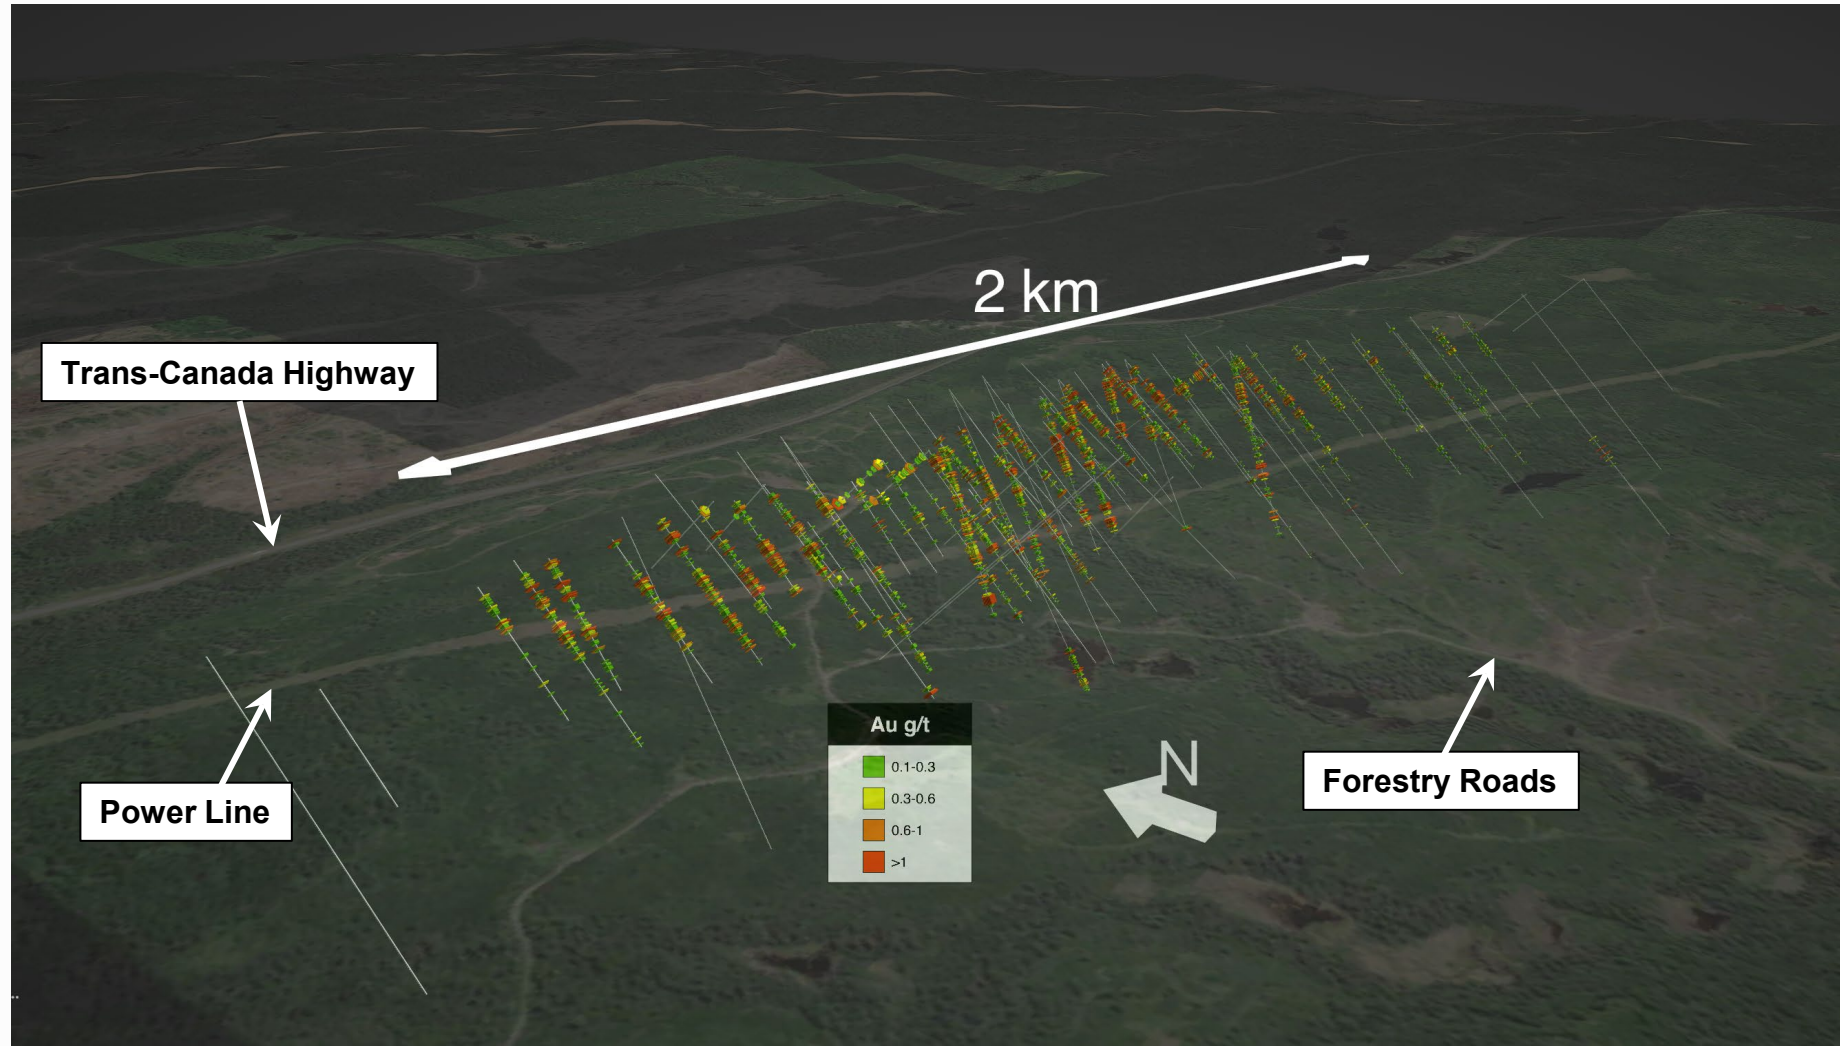 2 km
Trans-Canada Highway
Au g/t
0.1-0.3
0.3-0.6
0.6-1
>1
N
Forestry Roads
Power Line